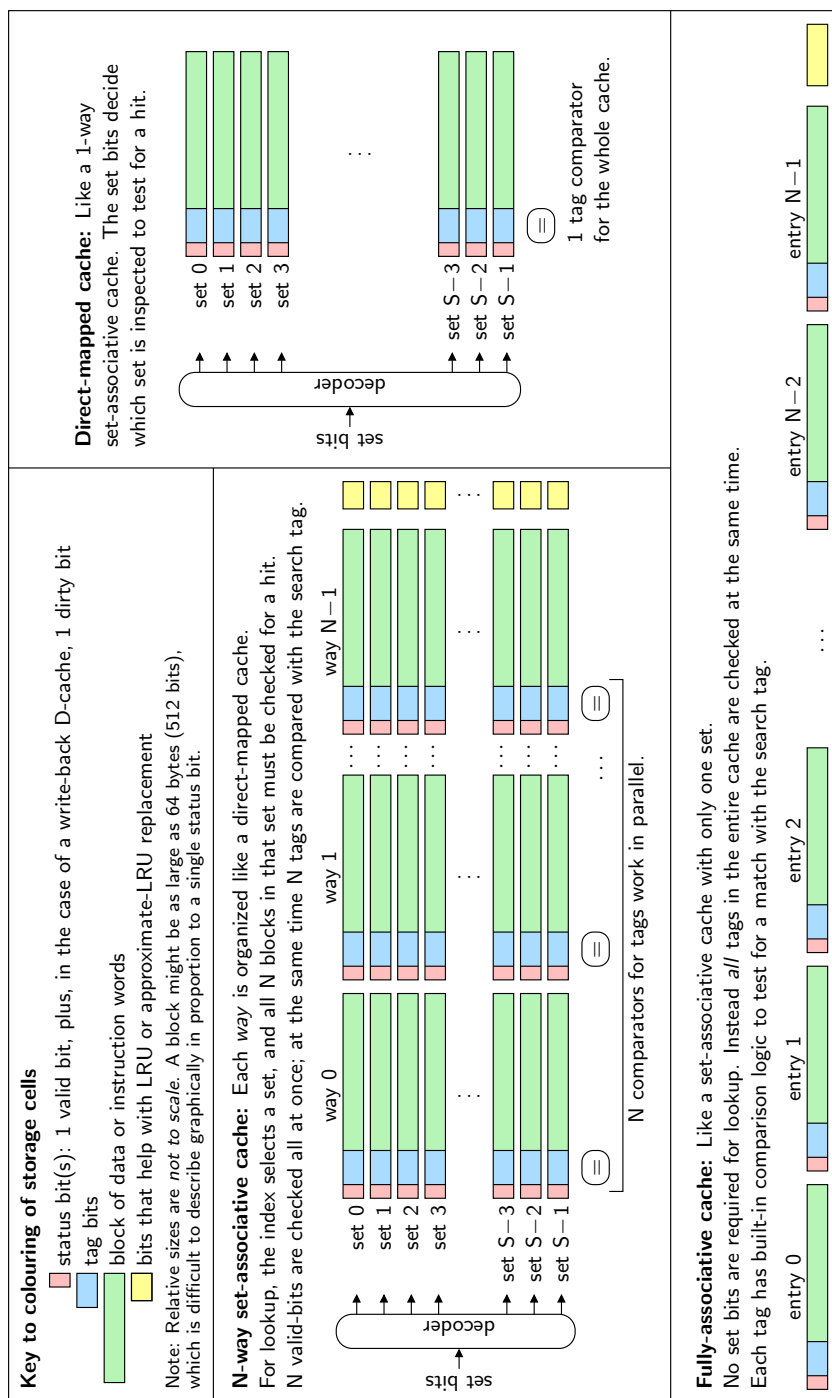 Key to colouring of storage cells
status bit(s): 1 valid bit, plus, in the case of a write-back D-cache, 1 dirty bit
tag bits
block of data or instruction words
bits that help with LRU or approximate-LRU replacement
Note: Relative sizes are not to scale. A block might be as large as 64 bytes (512 bits),
which is difficult to describe graphically in proportion to a single status bit.
Direct-mapped cache: Like a 1-way
set-associative cache. The set bits decide
which set is inspected to test for a hit.
set bits
decoder
set 0
set 1
set 2
set 3
...
set S−3
set S−2
set S−1
=
1 tag comparator
for the whole cache.
N-way set-associative cache: Each way is organized like a direct-mapped cache.
For lookup, the index selects a set, and all N blocks in that set must be checked for a hit.
N valid-bits are checked all at once; at the same time N tags are compared with the search tag.
way 0 way 1 way N−1
set bits
decoder
set 0
set 1 ...
set 2 ...
set 3 ...
... ... ... ...
set S−3 ...
set S−2 ...
set S−1 ...
= = ... =
N comparators for tags work in parallel.
Fully-associative cache: Like a set-associative cache with only one set.
No set bits are required for lookup. Instead all tags in the entire cache are checked at the same time.
Each tag has built-in comparison logic to test for a match with the search tag.
entry 0 entry 1 entry 2 ... entry N−2 entry N−1